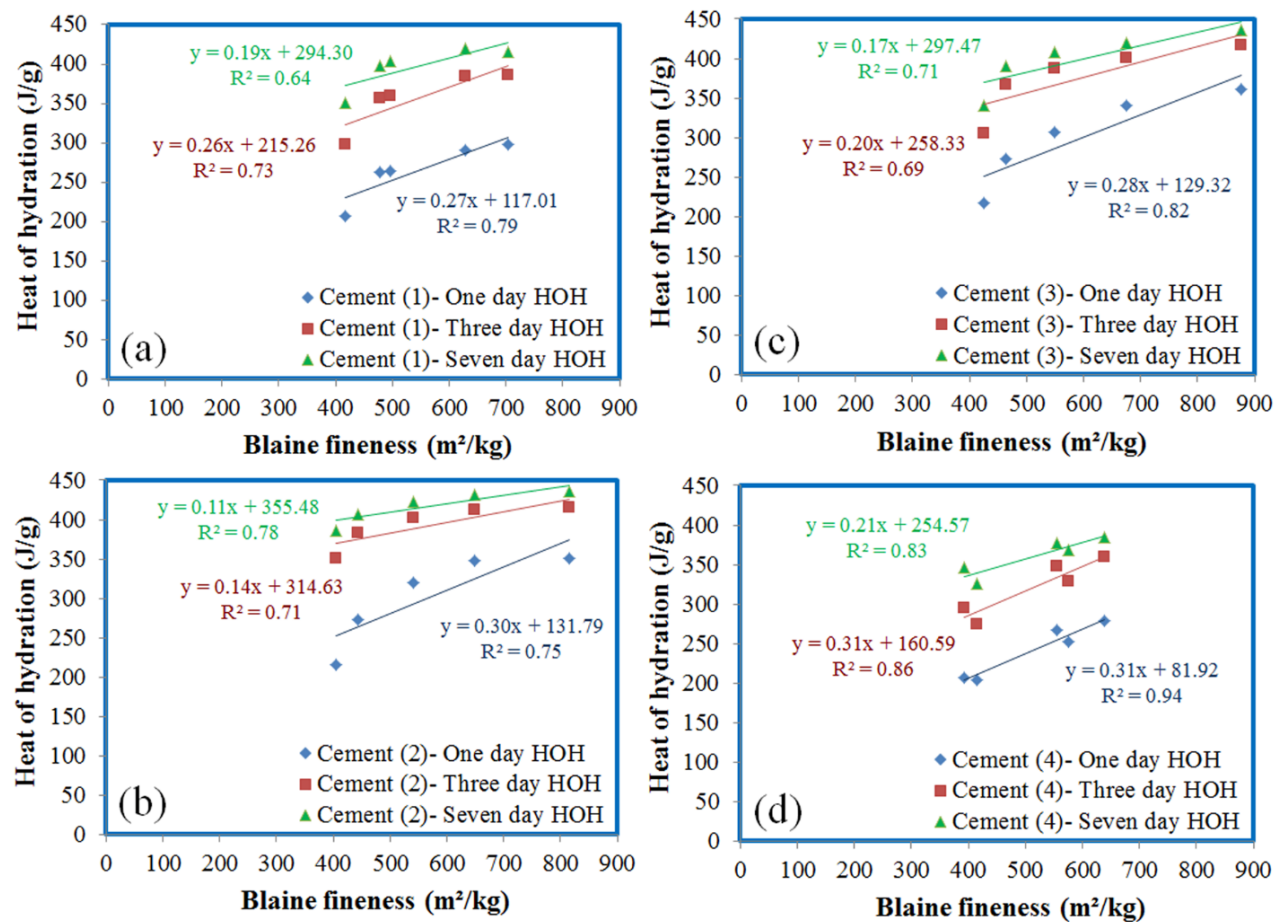 Heat of hydration (J/g)
450
400
350
300
250
200
150
100
50
0
y = 0.19x + 294.30
R² = 0.64
y = 0.26x + 215.26
R² = 0.73
y = 0.27x + 117.01
R² = 0.79
Cement (1)- One day HOH
Cement (1)- Three day HOH
Cement (1)- Seven day HOH
(a)
0 100 200 300 400 500 600 700 800 900
Blaine fineness (m²/kg)
Heat of hydration (J/g)
450
400
350
300
250
200
150
100
50
0
y = 0.17x + 297.47
R² = 0.71
y = 0.20x + 258.33
R² = 0.69
y = 0.28x + 129.32
R² = 0.82
Cement (3)- One day HOH
Cement (3)- Three day HOH
Cement (3)- Seven day HOH
(c)
0 100 200 300 400 500 600 700 800 900
Blaine fineness (m²/kg)
Heat of hydration (J/g)
450
400
350
300
250
200
150
100
50
0
y = 0.11x + 355.48
R² = 0.78
y = 0.14x + 314.63
R² = 0.71
y = 0.30x + 131.79
R² = 0.75
Cement (2)- One day HOH
Cement (2)- Three day HOH
Cement (2)- Seven day HOH
(b)
0 100 200 300 400 500 600 700 800 900
Blaine fineness (m²/kg)
Heat of hydration (J/g)
450
400
350
300
250
200
150
100
50
0
y = 0.21x + 254.57
R² = 0.83
y = 0.31x + 160.59
R² = 0.86
y = 0.31x + 81.92
R² = 0.94
Cement (4)- One day HOH
Cement (4)- Three day HOH
Cement (4)- Seven day HOH
(d)
0 100 200 300 400 500 600 700 800 900
Blaine fineness (m²/kg)